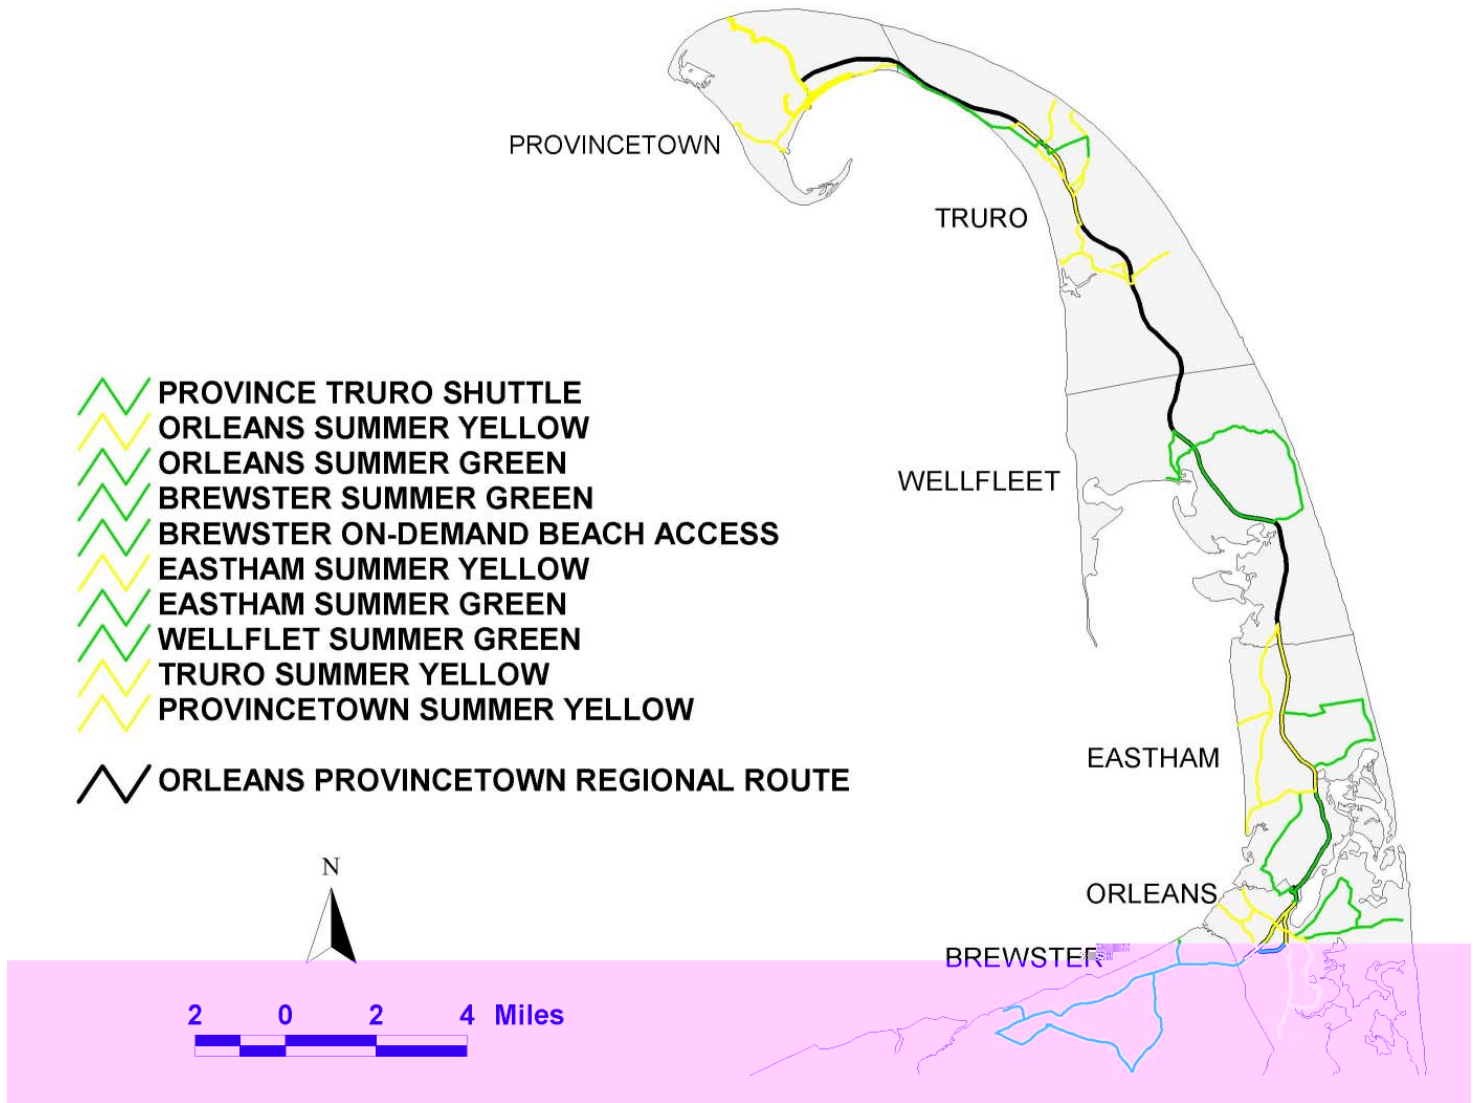 PROVINCETOWN
TRURO
PROVINCE TRURO SHUTTLE
ORLEANS SUMMER YELLOW
ORLEANS SUMMER GREEN
WELLFLEET
BREWSTER SUMMER GREEN
BREWSTER ON-DEMAND BEACH ACCESS
EASTHAM SUMMER YELLOW
EASTHAM SUMMER GREEN
WELLFLET SUMMER GREEN
TRURO SUMMER YELLOW
PROVINCETOWN SUMMER YELLOW
EASTHAM
ORLEANS PROVINCETOWN REGIONAL ROUTE
N
ORLEANS
BREWSTER
2 0 2 4 Miles